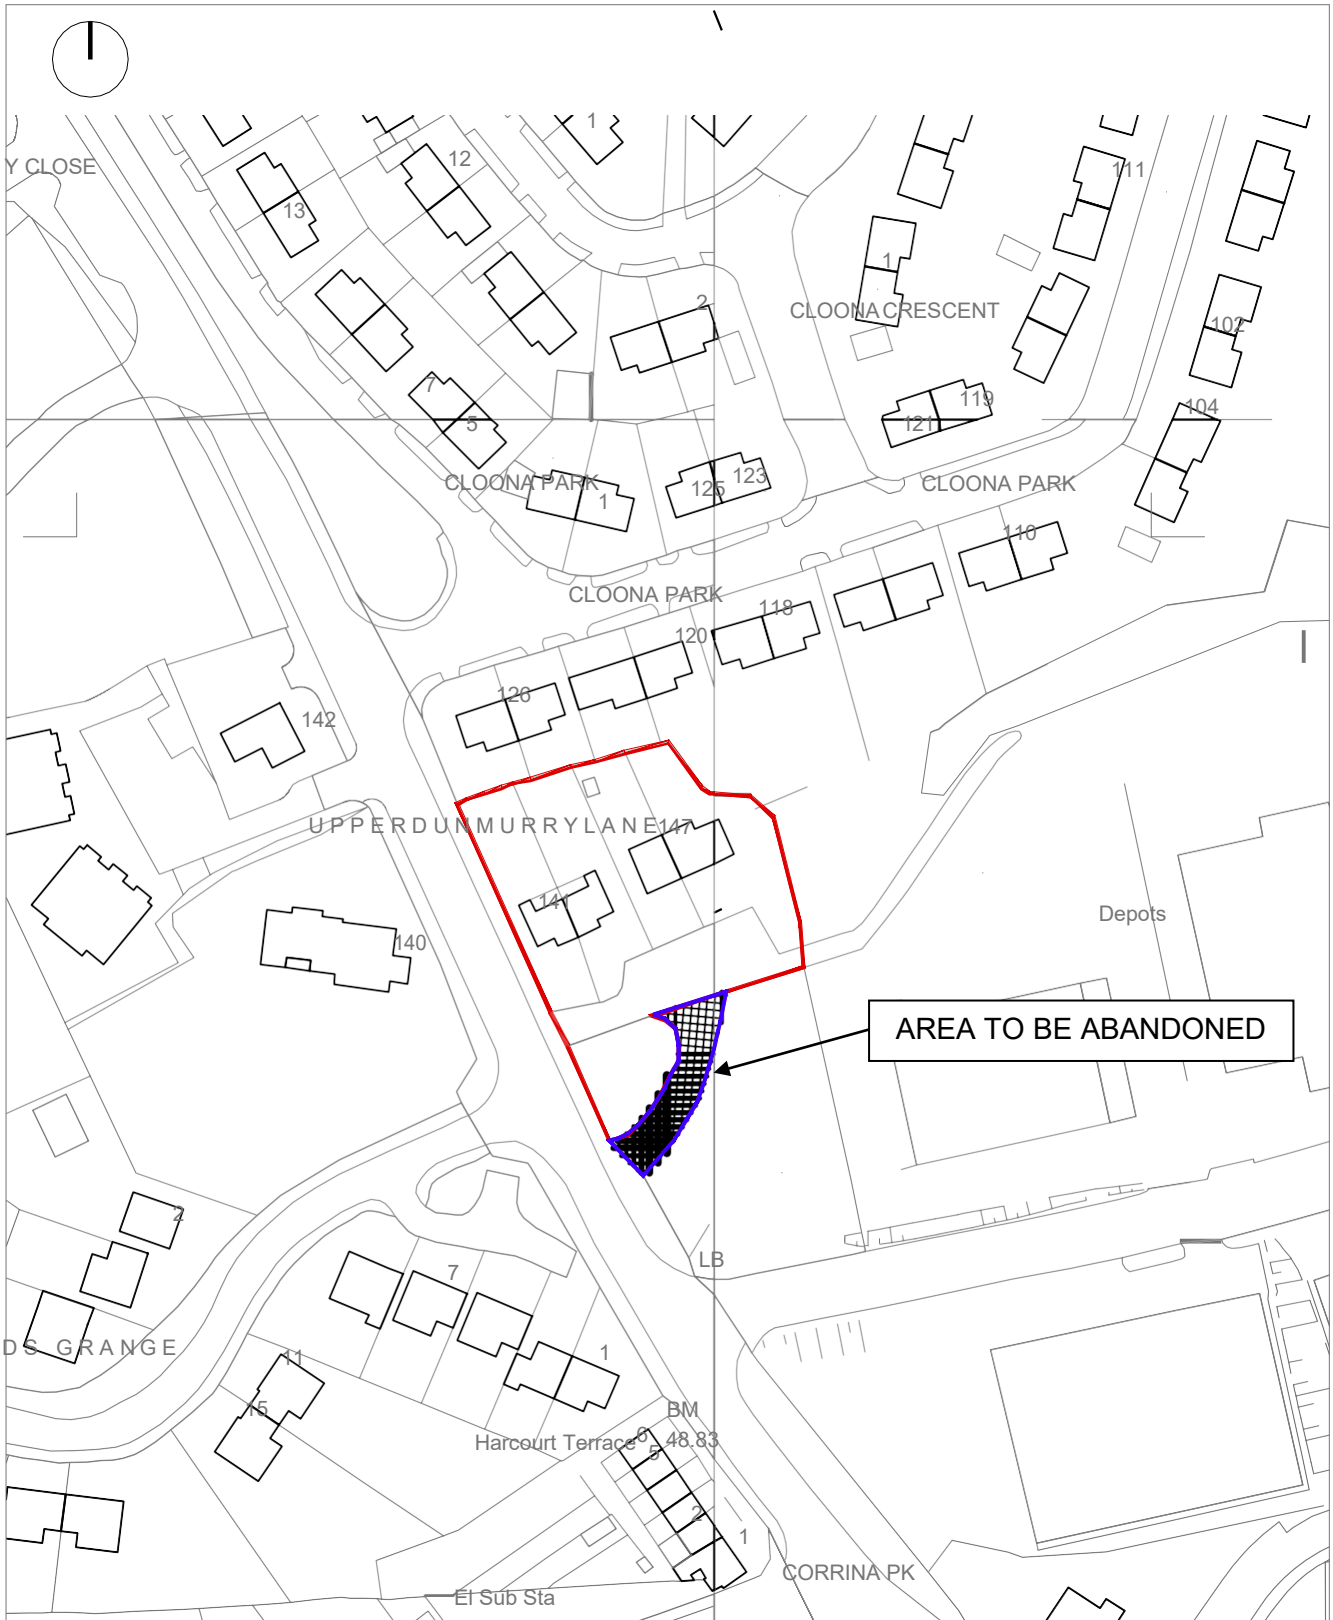 1
Y CLOSE
12
111
13
1
2
CLOONA CRESCENT
102
7
119
104
5
121
CLOONA PARK
123
125
1
CLOONA PARK
110
CLOONA PARK
118
120
126
142
UPPERDUNMURRYLANE
147
141
Depots
140
AREA TO BE ABANDONED
2
LB
7
DS GRANGE
11
1
15
BM
48.83
Harcourt Terrace
6
5
2
1
CORRINA PK
El Sub Sta